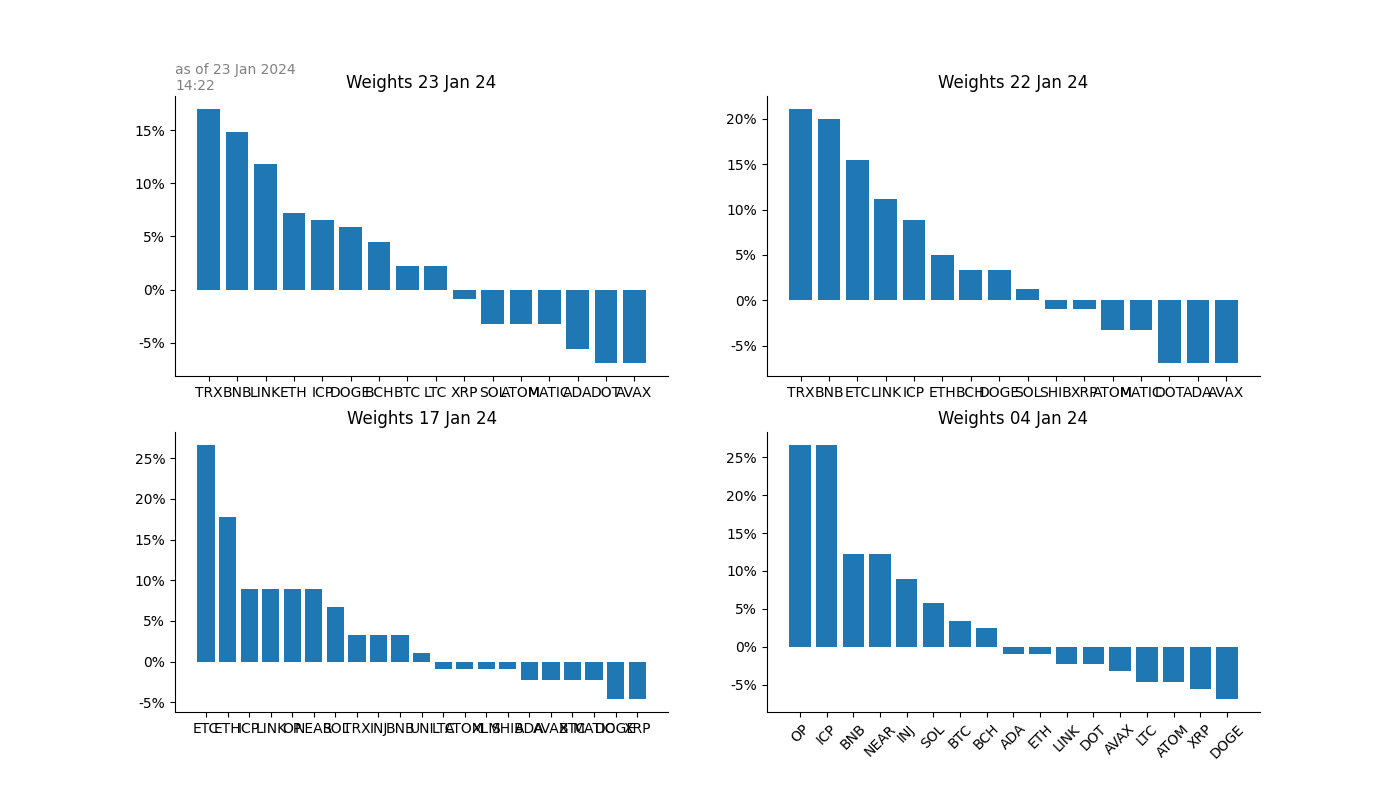 as of 23 Jan 2024
14:22
Weights 23 Jan 24
15%
10%
5%
0%
-5%
TRX BNB LINK ETH ICP DOGE BCH BTC LTC XRP SOL ATOM MATIC ADA DOT AVAX
Weights 22 Jan 24
20%
15%
10%
5%
0%
-5%
TRX BNB ETC LINK ICP ETH BCH DOGE SOL SHIB XRP ATOM MATIC DOT ADA AVAX
Weights 17 Jan 24
25%
20%
15%
10%
5%
0%
-5%
ETC ETH ICP LINK OP NEAR SOL TRX INJ BNB UNI LTC ATOM XLM SHIB ADA AVAX BTC MATIC DOGE XRP
Weights 04 Jan 24
25%
20%
15%
10%
5%
0%
-5%
OP ICP BNB NEAR INJ SOL BTC BCH ADA ETH LINK DOT AVAX LTC ATOM XRP DOGE